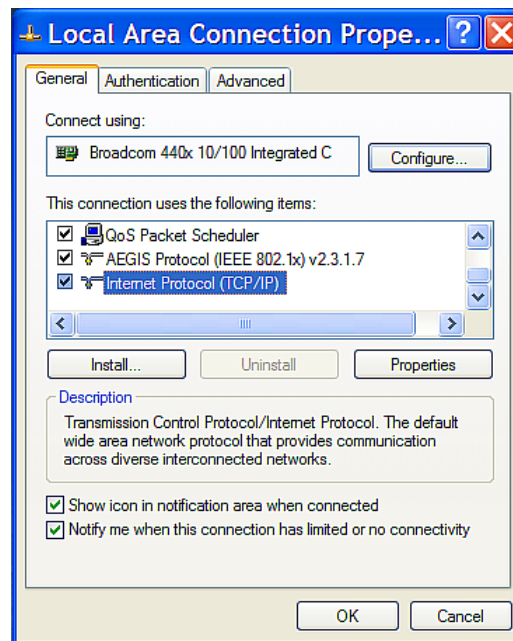 Local Area Connection Prope... ?
General Authentication Advanced
Connect using:
Broadcom 440x 10/100 Integrated C Configure...
This connection uses the following items:
QoS Packet Scheduler
AEGIS Protocol (IEEE 802.1x) v2.3.1.7
Internet Protocol (TCP/IP)
Install... Uninstall Properties
Description
Transmission Control Protocol/Internet Protocol. The default
wide area network protocol that provides communication
across diverse interconnected networks.
Show icon in notification area when connected
Notify me when this connection has limited or no connectivity
OK Cancel